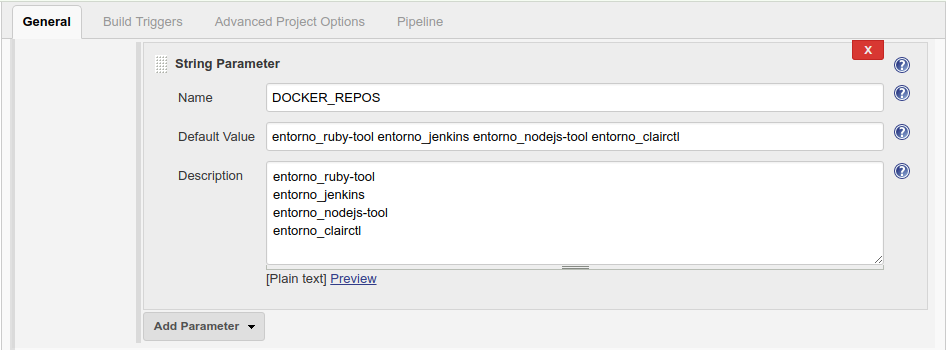 General Build Triggers Advanced Project Options Pipeline
X
String Parameter ?
Name DOCKER_REPOS ?
Default Value entorno_ruby-tool entorno_jenkins entorno_nodejs-tool entorno_clairctl ?
Description entorno_ruby-tool ?
entorno_jenkins
entorno_nodejs-tool
entorno_clairctl
[Plain text] Preview
Add Parameter